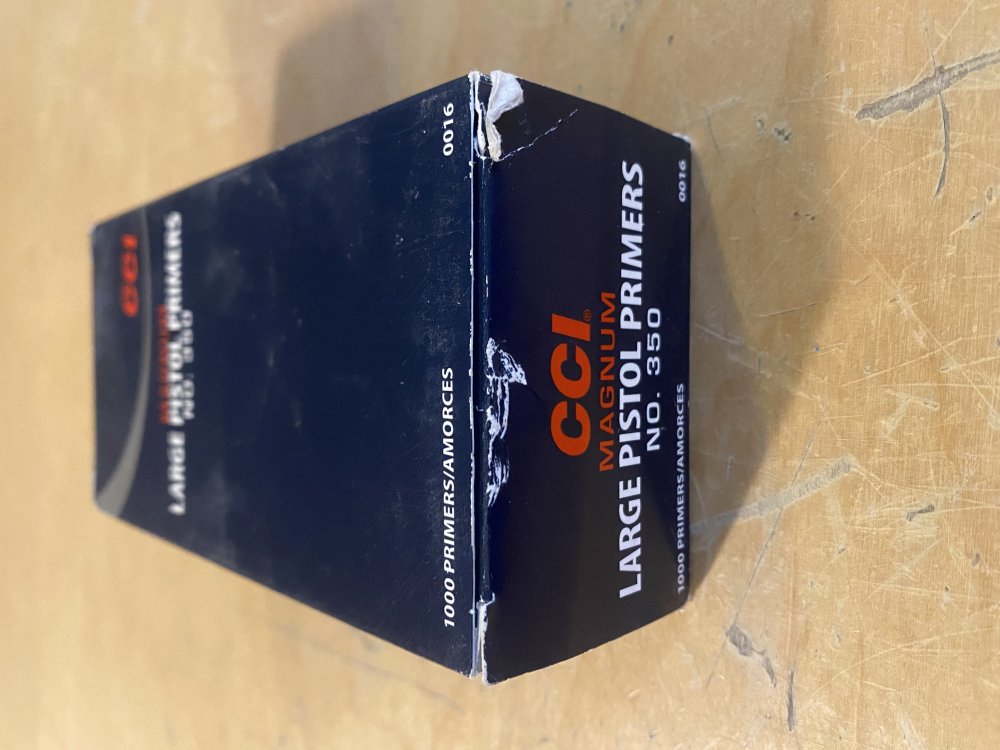 CCI
MAGNUM
LARGE PISTOL PRIMERS
NO. 350
1000 PRIMERS/AMORCES 0016
CCI®
MAGNUM
LARGE PISTOL PRIMERS
NO. 350
1000 PRIMERS/AMORCES 0016